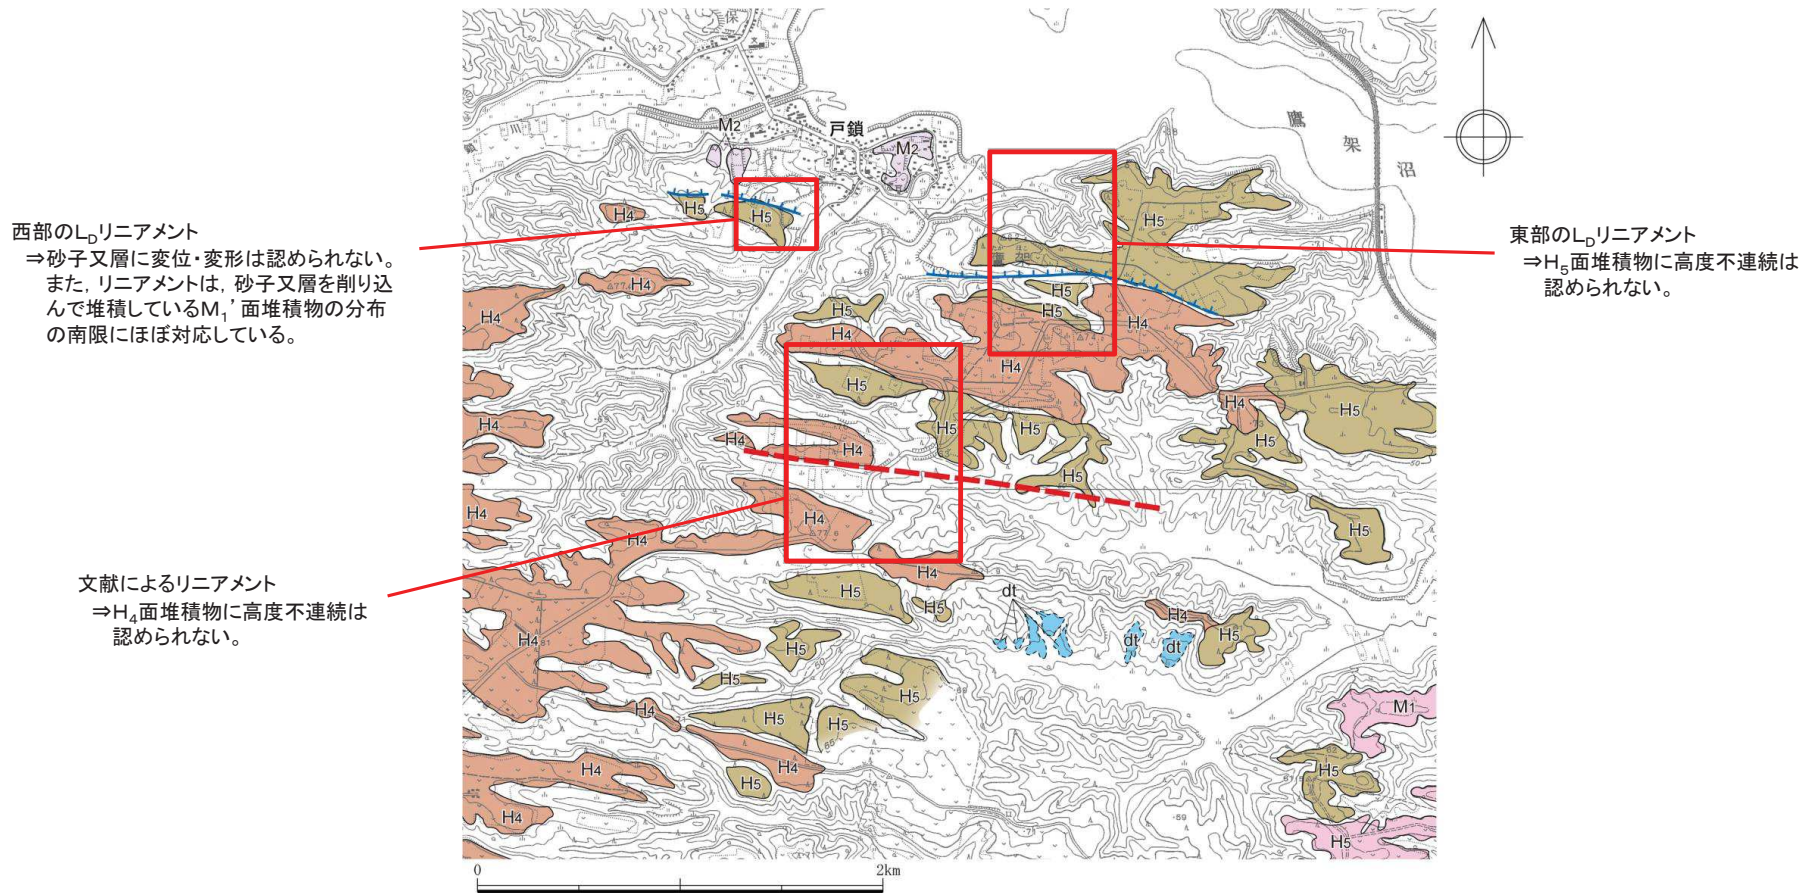 西部のLDリニアメント
⇒砂子又層に変位・変形は認められない。
また，リニアメントは，砂子又層を削り込
んで堆積しているM1’面堆積物の分布
の南限にほぼ対応している。
文献によるリニアメント
⇒H4面堆積物に高度不連続は
認められない。
東部のLDリニアメント
⇒H5面堆積物に高度不連続は
認められない。
保
戸鎖
鷹
架
沼
鷹架
M2
M2
H4
H5
H5
H5
H4
H4
H5
H5
H5
H4
H4
H4
H5
H4
H5
H4
H5
H5
H4
H4
H5
H5
H5
H4
H4
H4
H5
H4
H5
H5
dt
dt
dt
H4
H5
H4
H5
H5
H5
H4
H5
H5
M1
H4
H4
H5
H5
H4
H5
0
2km